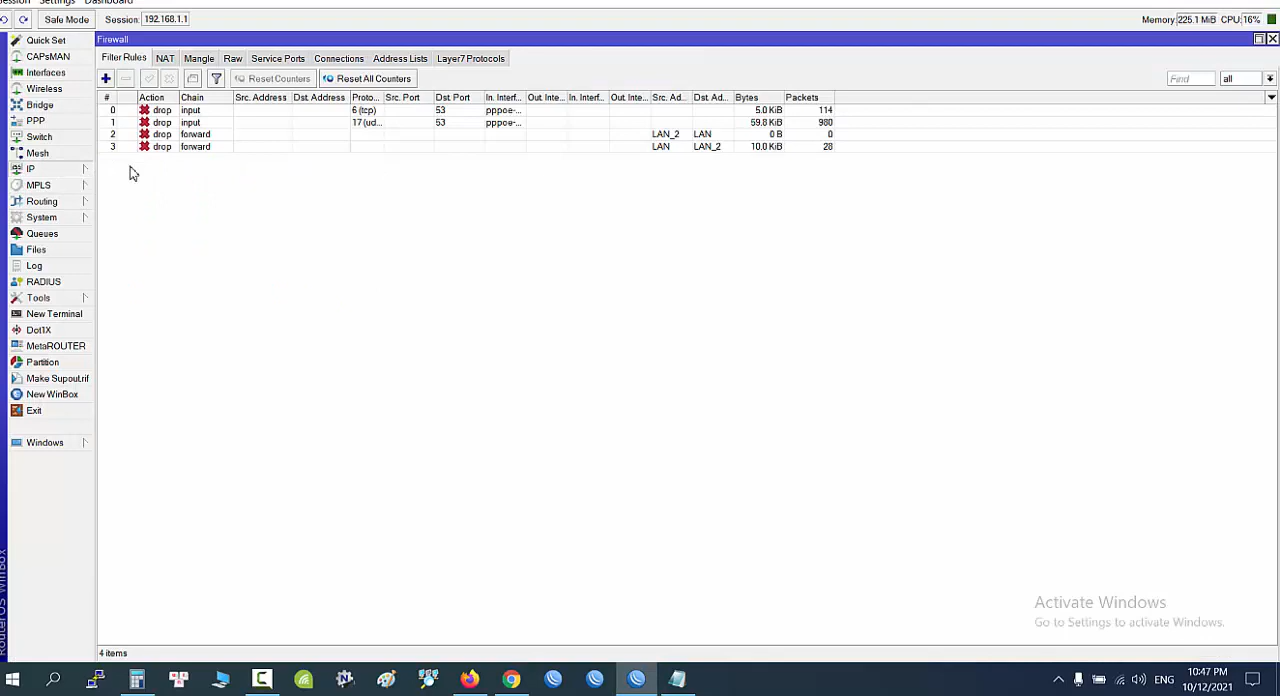 Session Settings Dashboard
Safe Mode Session: 192.168.1.1 Memory: 225.1 MiB CPU: 16%
Quick Set
CAPsMAN
Interfaces
Wireless
Bridge
PPP
Switch
Mesh
IP
MPLS
Routing
System
Queues
Files
Log
RADIUS
Tools
New Terminal
Dot1X
MetaROUTER
Partition
Make Supout.rif
New WinBox
Exit
Windows
RouterOS WinBox
Firewall
Filter Rules NAT Mangle Raw Service Ports Connections Address Lists Layer7 Protocols
Reset Counters Reset All Counters Find all
# Action Chain Src. Address Dst. Address Proto... Src. Port Dst. Port In. Interf... Out. Inte... In. Interf... Out. Inte... Src. Ad... Dst. Ad... Bytes Packets
0 drop input 6 (tcp) 53 pppoe-... 5.0 KiB 114
1 drop input 17 (ud... 53 pppoe-... 59.8 KiB 980
2 drop forward LAN_2 LAN 0 B 0
3 drop forward LAN LAN_2 10.0 KiB 28
Activate Windows
Go to Settings to activate Windows.
4 items
ENG
10:47 PM
10/12/2021